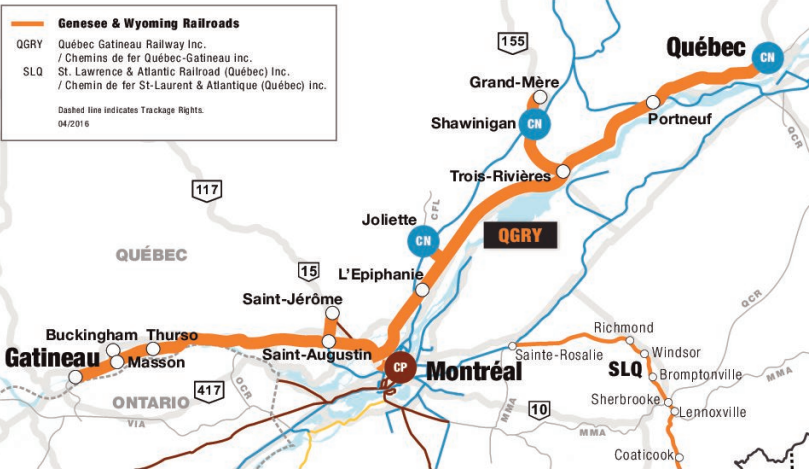 Genesee & Wyoming Railroads
QGRY Québec Gatineau Railway Inc.
/ Chemins de fer Québec-Gatineau inc.
SLQ St. Lawrence & Atlantic Railroad (Québec) Inc.
/ Chemin de fer St-Laurent & Atlantique (Québec) inc.
Dashed line indicates Trackage Rights.
04/2016
155
Québec
CN
Grand-Mère
Shawinigan
CN
Portneuf
QCR
Trois-Rivières
117
CFL
Joliette
CN
QGRY
QUÉBEC
15
L'Epiphanie
Saint-Jérôme
QCR
Buckingham
Thurso
Richmond
Gatineau
Masson
Saint-Augustin
CP
Montréal
Sainte-Rosalie
Windsor
SLQ
Bromptonville
MMA
417
OCR
ONTARIO
VIA
Sherbrooke
Lennoxville
MMA
10
MMA
Coaticook